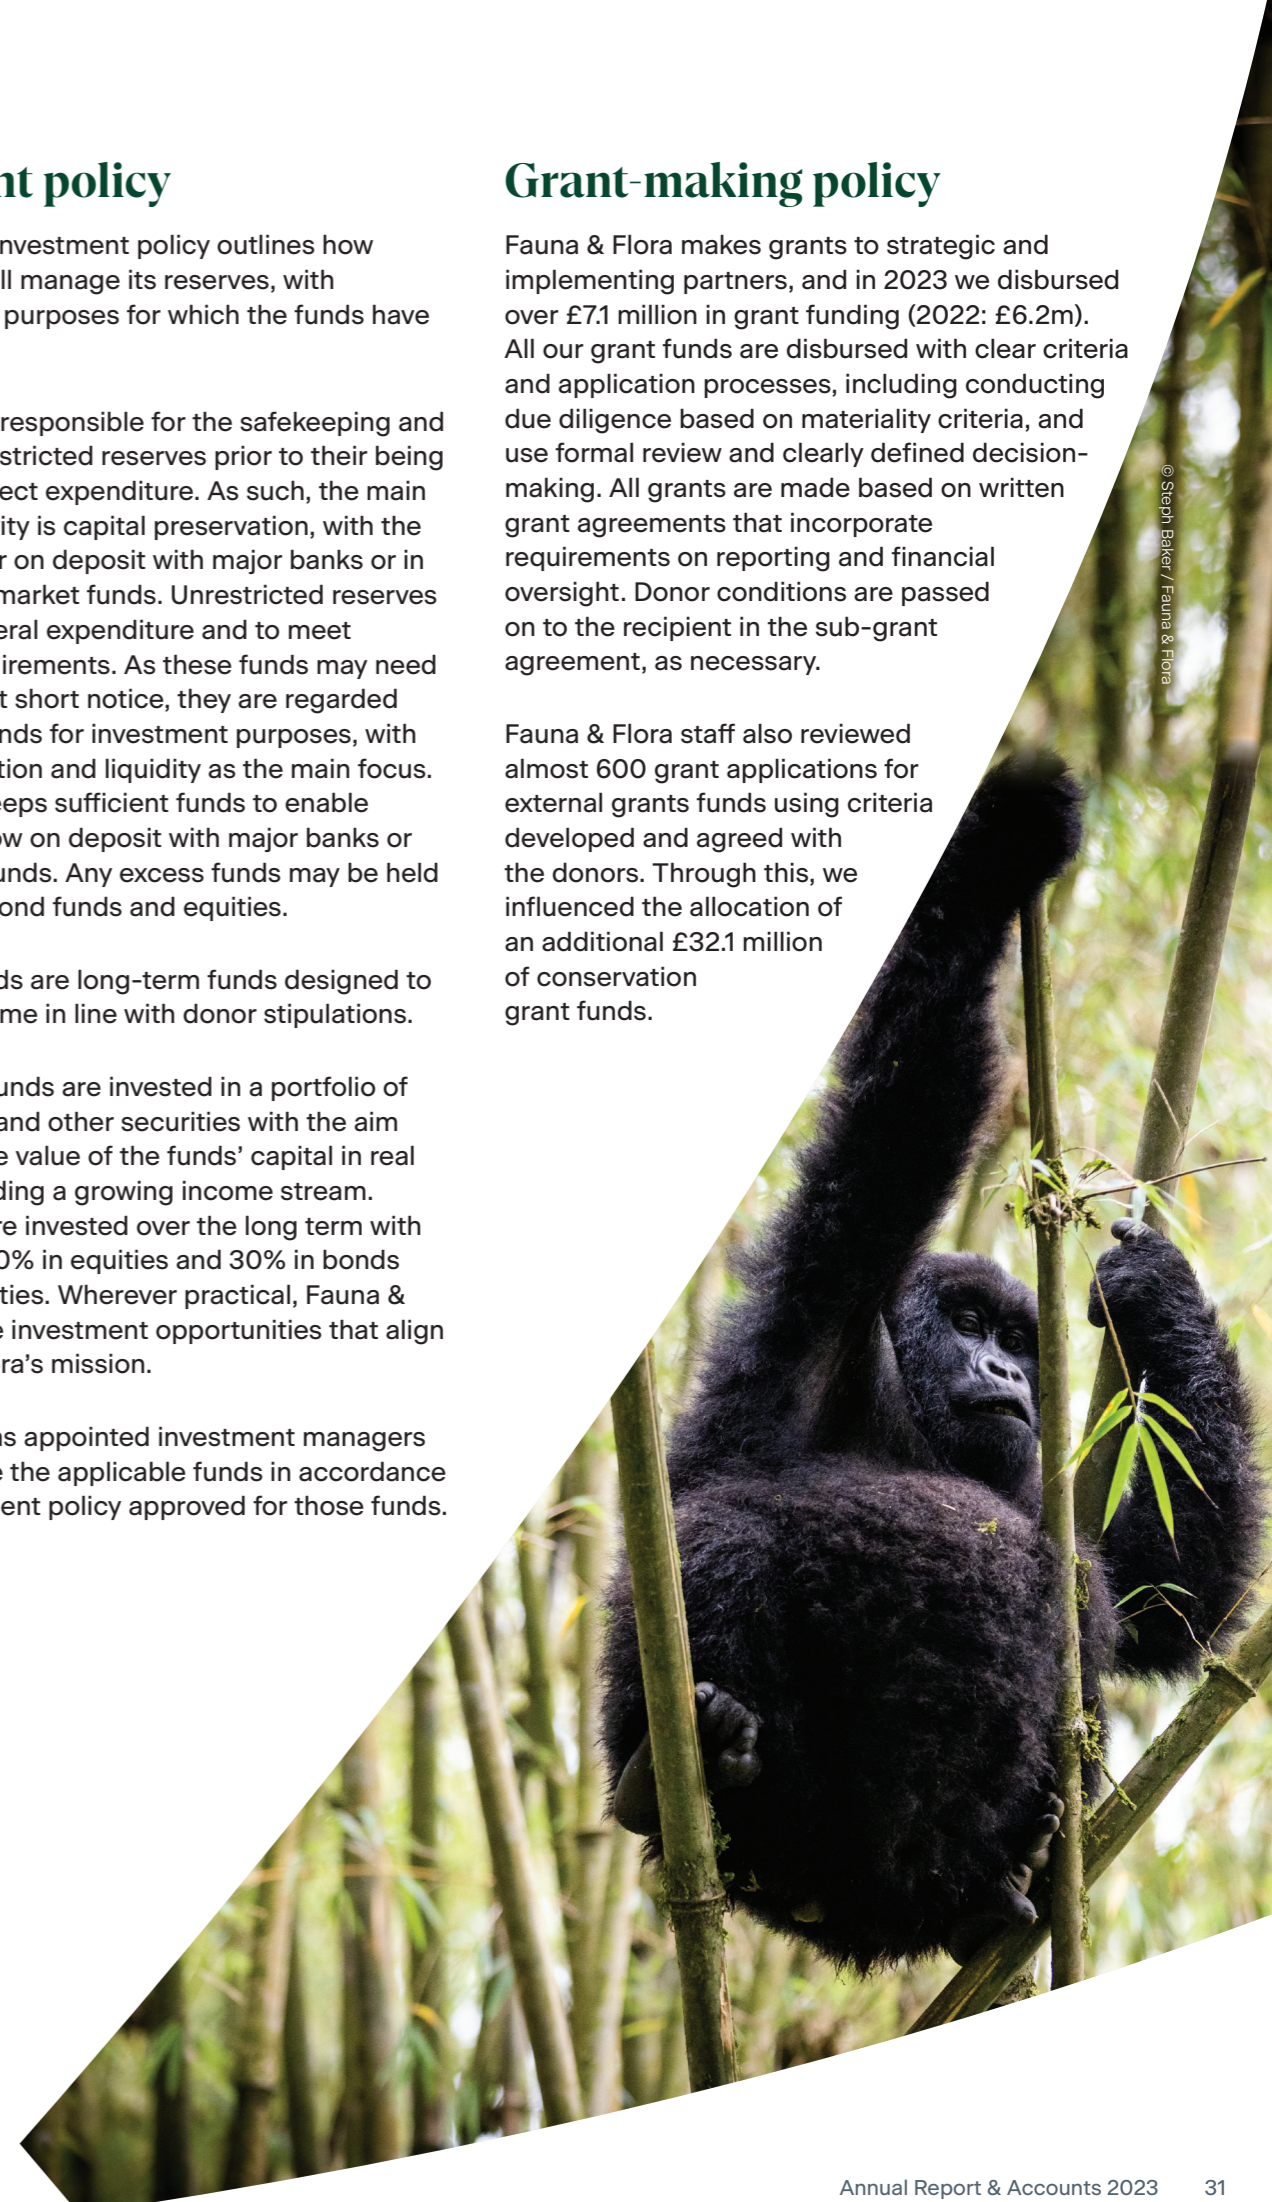 nt policy
nvestment policy outlines how
ll manage its reserves, with
purposes for which the funds have
responsible for the safekeeping and
stricted reserves prior to their being
ect expenditure. As such, the main
ity is capital preservation, with the
r on deposit with major banks or in
market funds. Unrestricted reserves
eral expenditure and to meet
irements. As these funds may need
t short notice, they are regarded
nds for investment purposes, with
tion and liquidity as the main focus.
eeps sufficient funds to enable
ow on deposit with major banks or
unds. Any excess funds may be held
ond funds and equities.
ds are long-term funds designed to
me in line with donor stipulations.
unds are invested in a portfolio of
and other securities with the aim
e value of the funds' capital in real
ding a growing income stream.
re invested over the long term with
0% in equities and 30% in bonds
ties. Wherever practical, Fauna &
e investment opportunities that align
ra's mission.
as appointed investment managers
e the applicable funds in accordance
ent policy approved for those funds.
Grant-making policy
Fauna & Flora makes grants to strategic and
implementing partners, and in 2023 we disbursed
over £7.1 million in grant funding (2022: £6.2m).
All our grant funds are disbursed with clear criteria
and application processes, including conducting
due diligence based on materiality criteria, and
use formal review and clearly defined decision-
making. All grants are made based on written
grant agreements that incorporate
requirements on reporting and financial
oversight. Donor conditions are passed
on to the recipient in the sub-grant
agreement, as necessary.
Fauna & Flora staff also reviewed
almost 600 grant applications for
external grants funds using criteria
developed and agreed with
the donors. Through this, we
influenced the allocation of
an additional £32.1 million
of conservation
grant funds.
© Steph Baker / Fauna & Flora
Annual Report & Accounts 2023 31